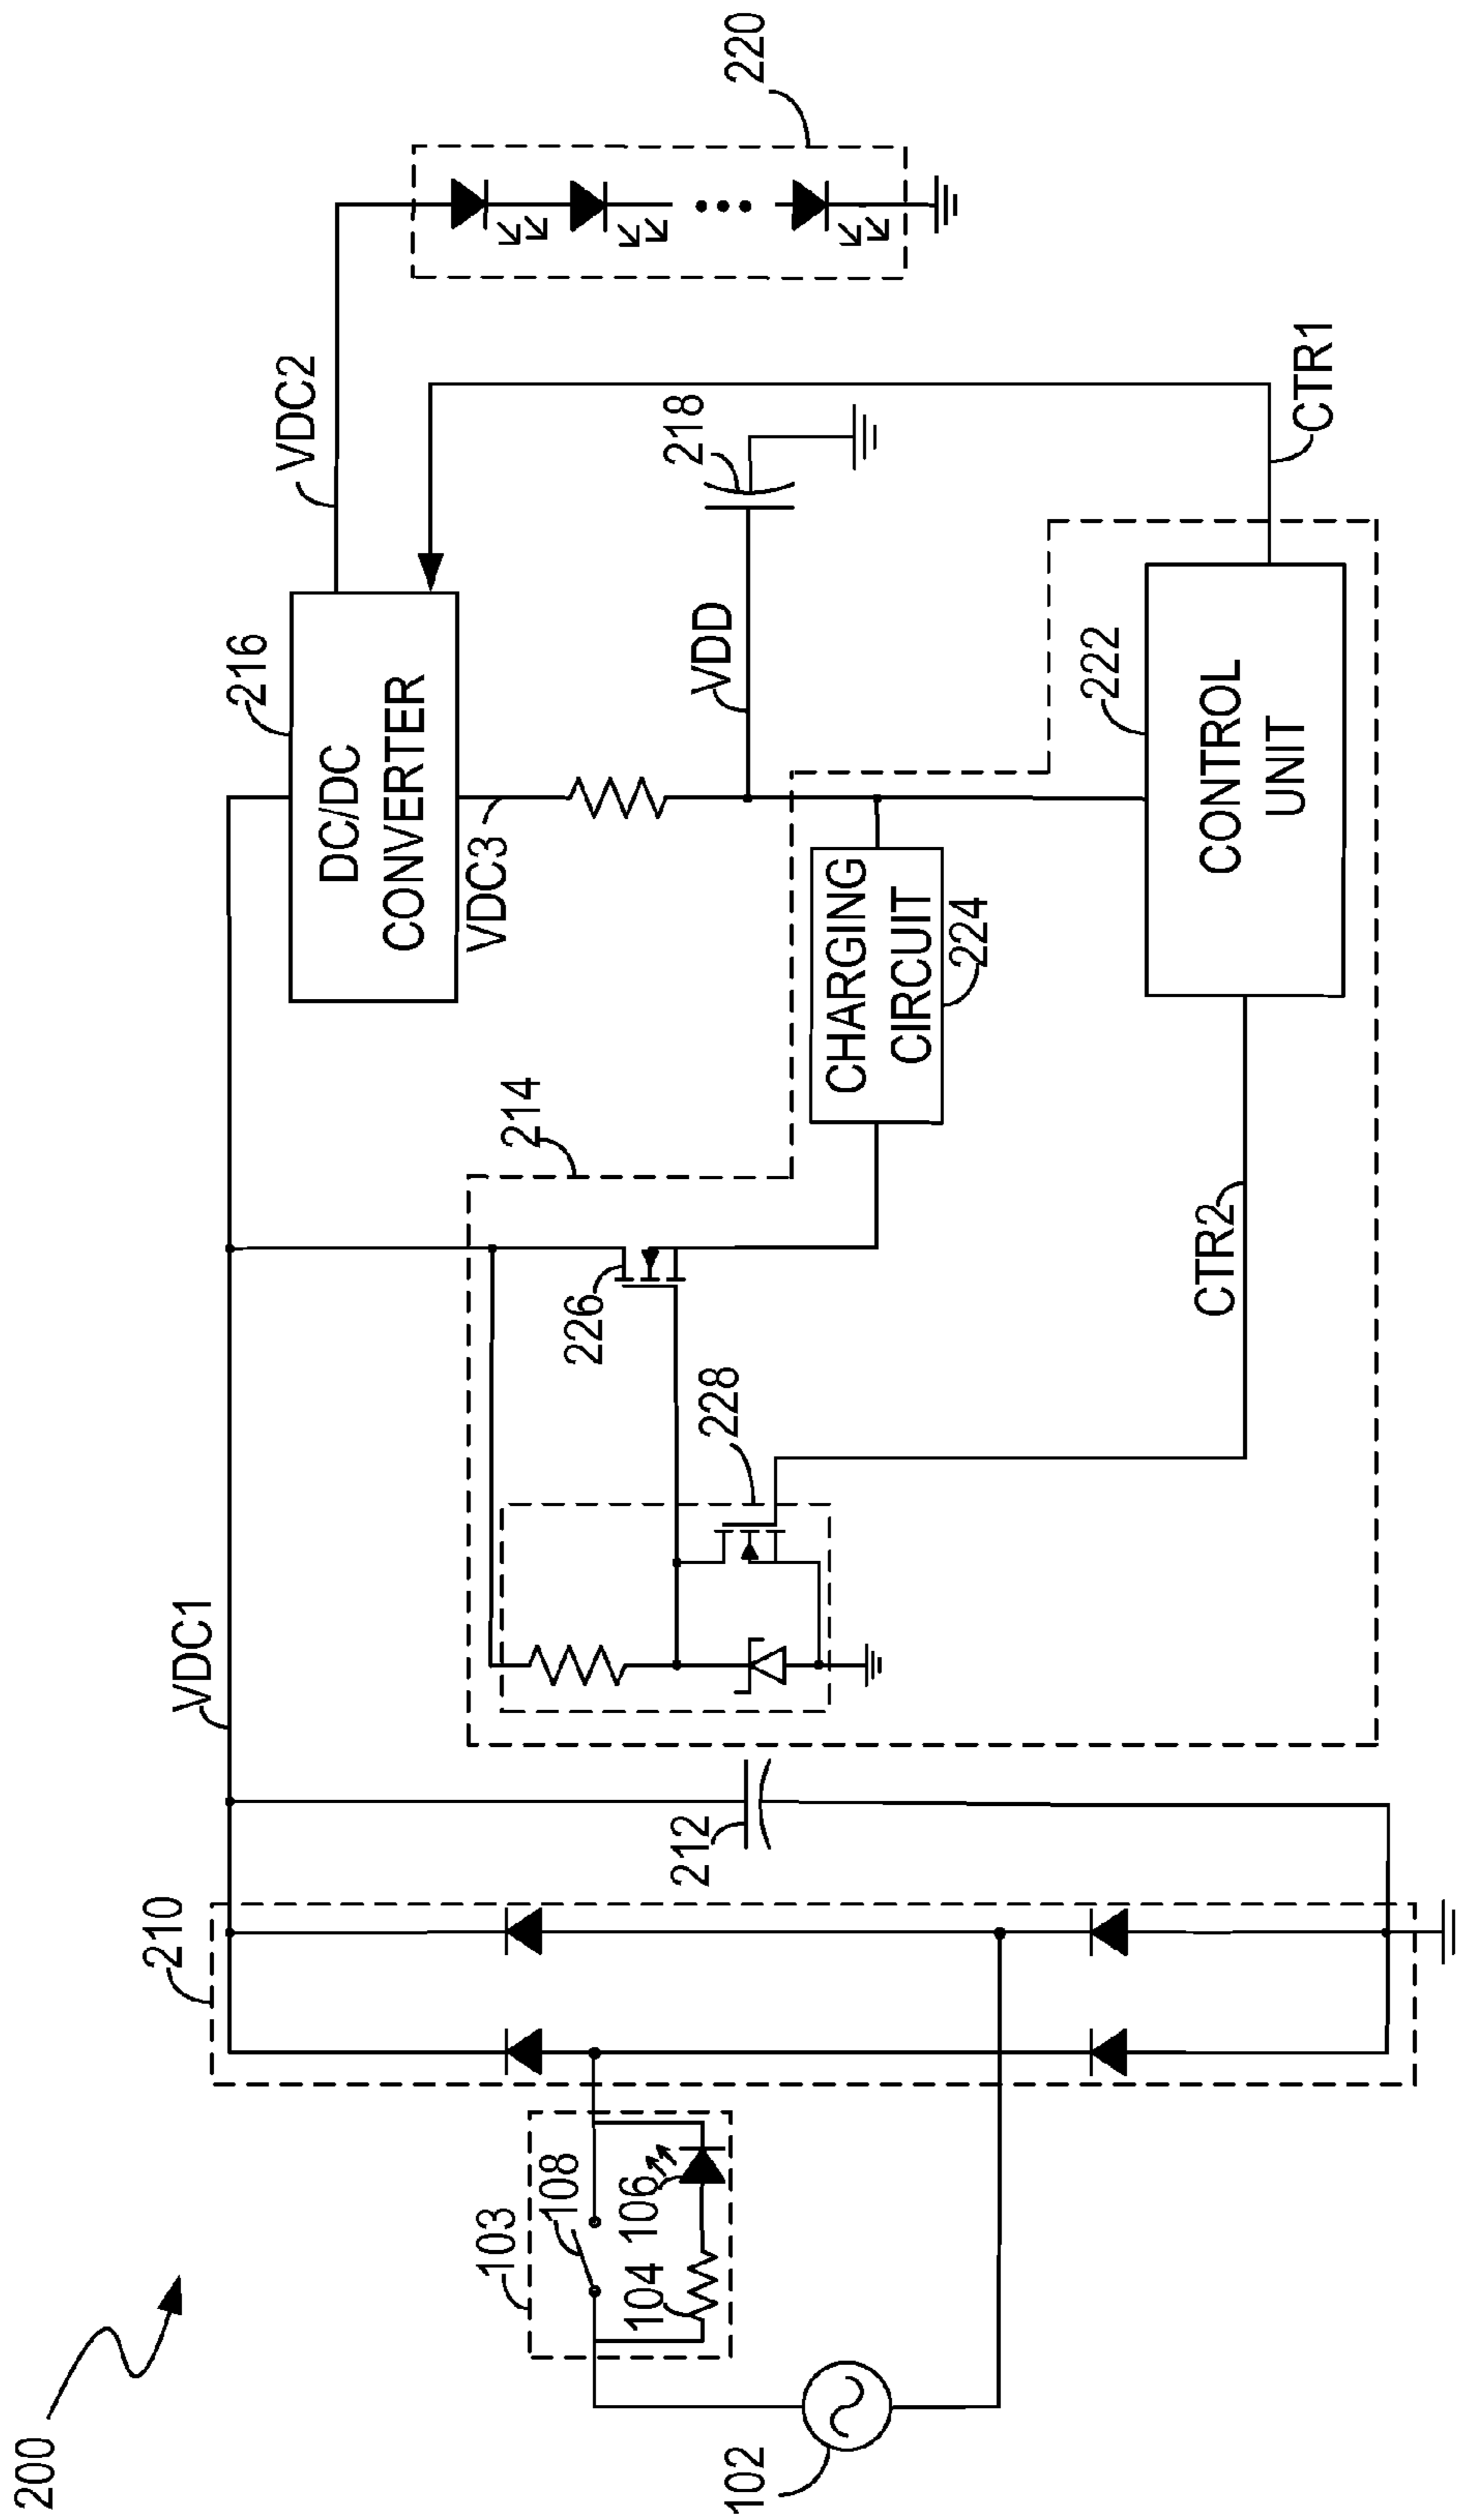 200
210
VDC1
216
VDC2
DC/DC
CONVERTER
VDC3
220
103
108
106
104
102
212
214
226
228
218
VDD
CHARGING
CIRCUIT
224
222
CONTROL
UNIT
CTR2
CTR1